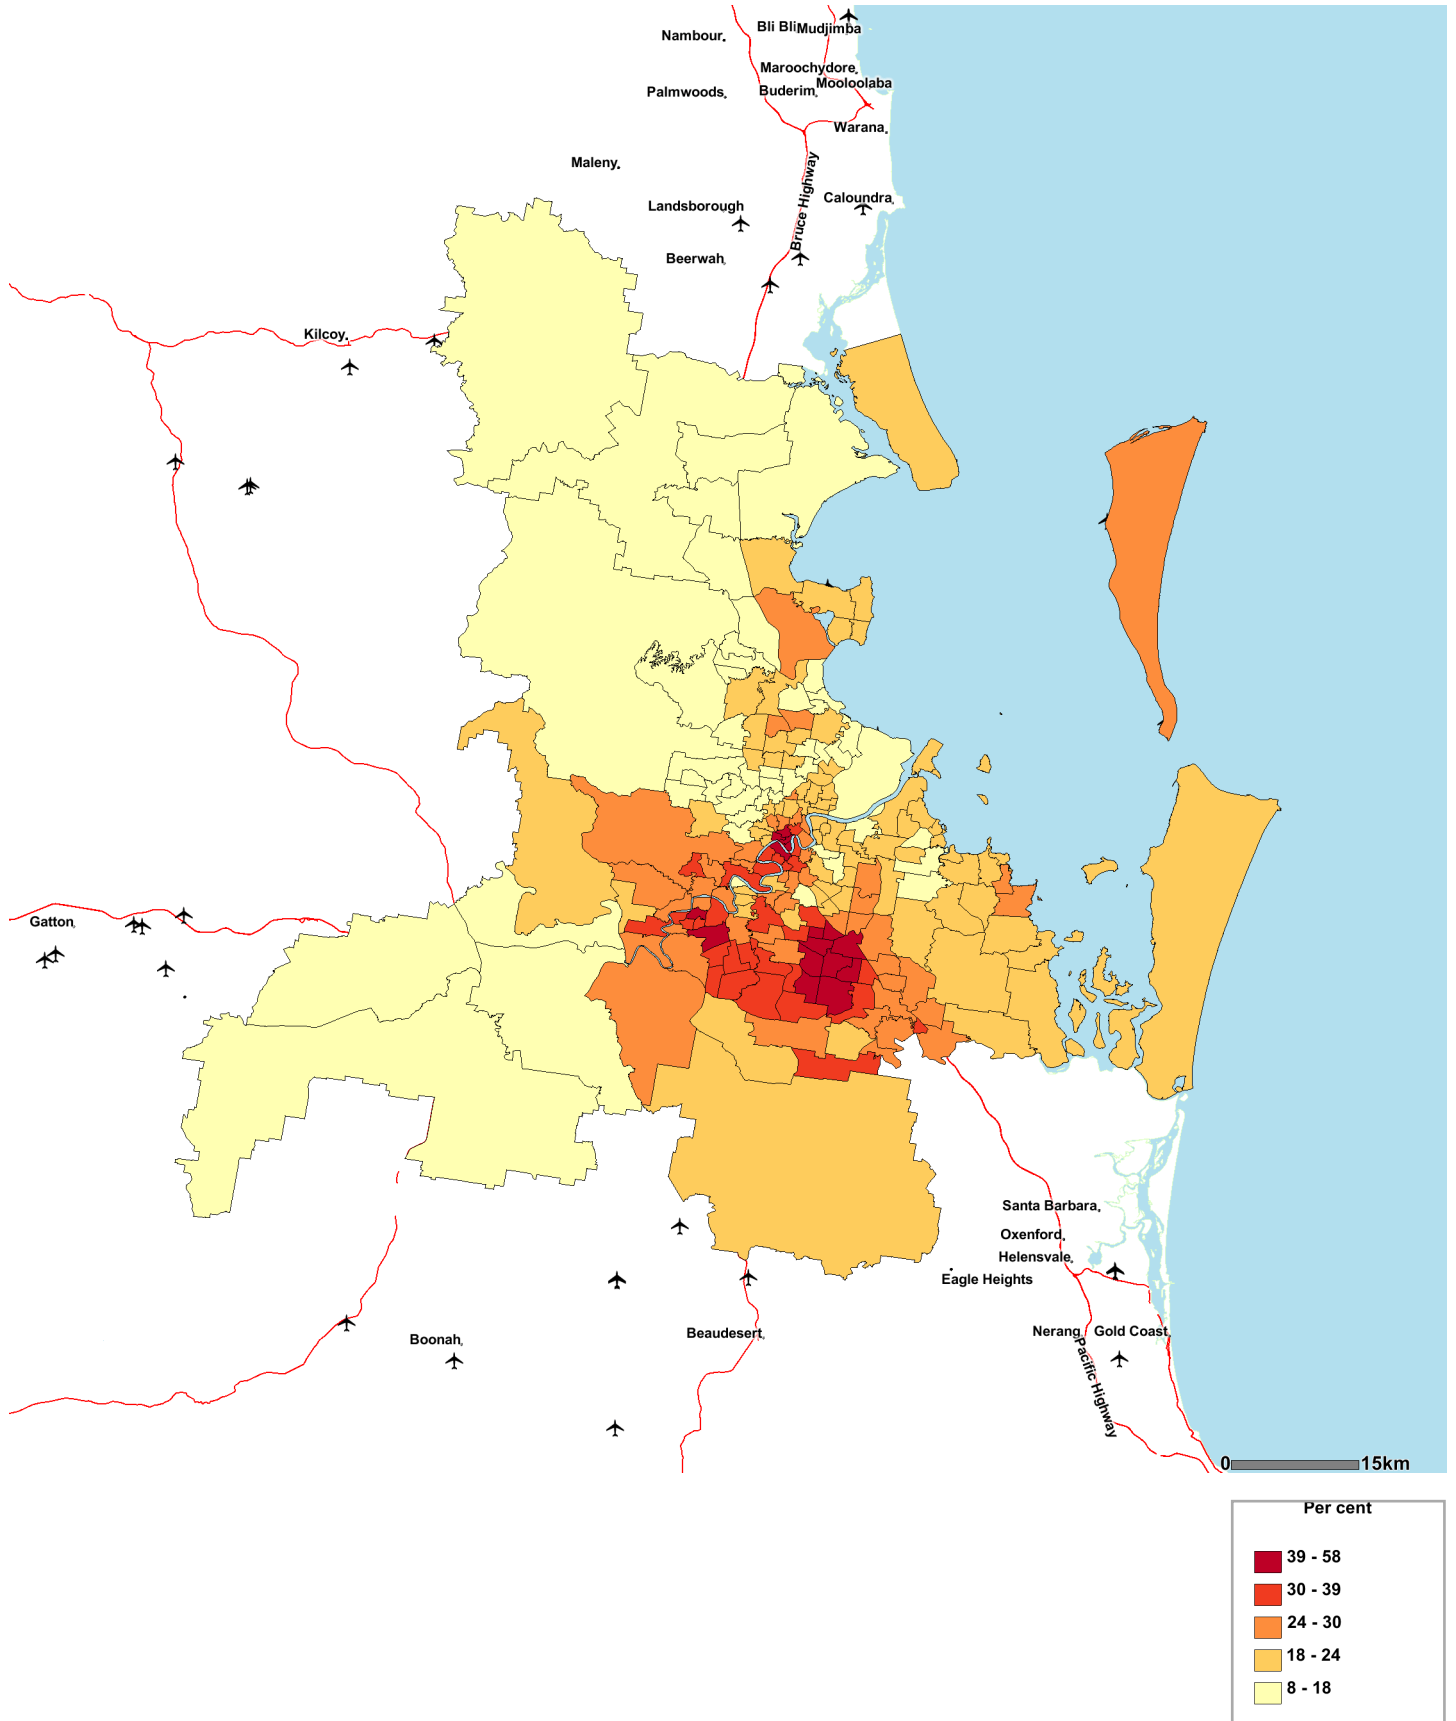 Bli Bli
Mudjimba
Nambour
Maroochydore
Mooloolaba
Palmwoods
Buderim
Warana
Maleny
Bruce Highway
Caloundra
Landsborough
Beerwah
Kilcoy
Gatton
Santa Barbara
Oxenford
Helensvale
Eagle Heights
Nerang
Gold Coast
Beaudesert
Boonah
Pacific Highway
0 15km
Per cent
39 - 58
30 - 39
24 - 30
18 - 24
8 - 18